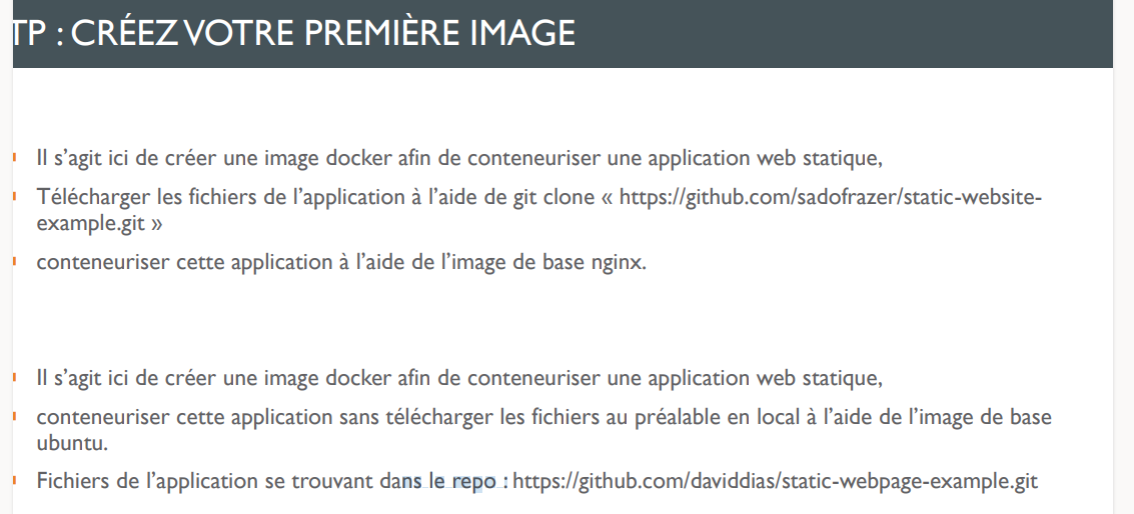 TP : CRÉEZ VOTRE PREMIÈRE IMAGE
Il s’agit ici de créer une image docker afin de conteneuriser une application web statique,
Télécharger les fichiers de l’application à l’aide de git clone « https://github.com/sadofrazer/static-website-
example.git »
conteneuriser cette application à l’aide de l’image de base nginx.
Il s’agit ici de créer une image docker afin de conteneuriser une application web statique,
conteneuriser cette application sans télécharger les fichiers au préalable en local à l’aide de l’image de base
ubuntu.
Fichiers de l’application se trouvant dans le repo : https://github.com/daviddias/static-webpage-example.git